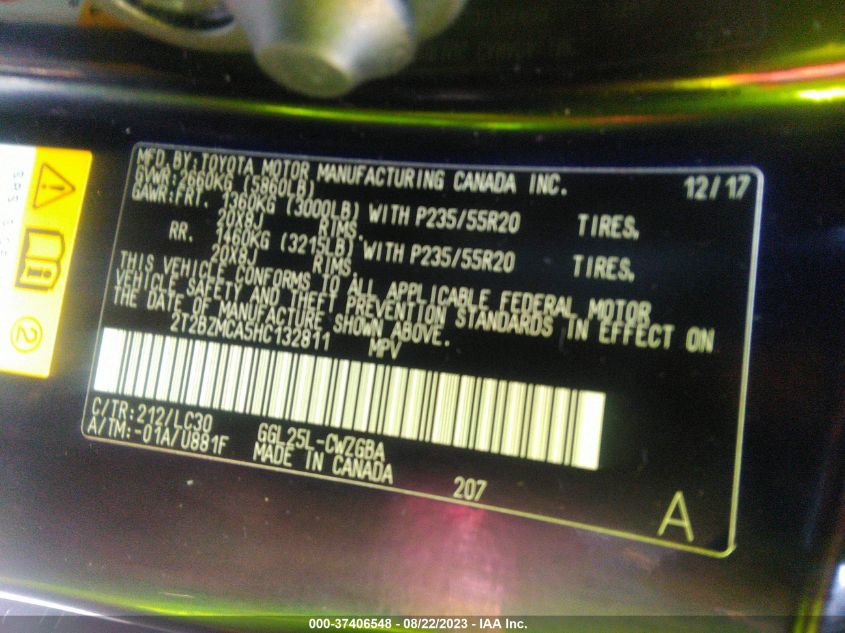 MFD.BY:TOYOTA MOTOR MANUFACTURING CANADA INC. 12/17
GVWR:2660KG (5860LB)
GAWR:FRT. 1360KG (3000LB) WITH P235/55R20 TIRES,
20X8J RIMS.
RR. 1460KG (3215LB) WITH P235/55R20 TIRES,
20X8J RIMS.
THIS VEHICLE CONFORMS TO ALL APPLICABLE FEDERAL MOTOR
VEHICLE SAFETY AND THEFT PREVENTION STANDARDS IN EFFECT ON
THE DATE OF MANUFACTURE SHOWN ABOVE.
2T2BZMCA5HC132811 MPV
C/TR:212/LC30
A/TM:-01A/U881F GGL25L-CWZGBA
MADE IN CANADA 207
A
2
000-37406548 - 08/22/2023 - IAA Inc.